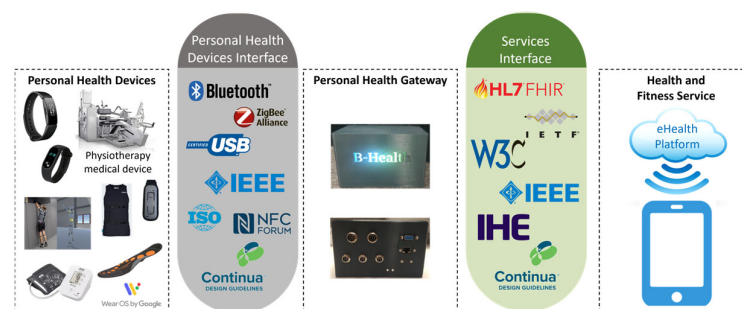 Personal Health Devices
Physiotherapy
medical device
Wear OS by Google
Personal Health
Devices Interface
Bluetooth™
ZigBee
Alliance
CERTIFIED
USB
IEEE
ISO
NFC
FORUM
Continua
DESIGN GUIDELINES
Personal Health Gateway
B-Health
Services
Interface
HL7 FHIR
I E T F
W3C
IEEE
IHE
Continua
DESIGN GUIDELINES
Health and
Fitness Service
eHealth
Platform